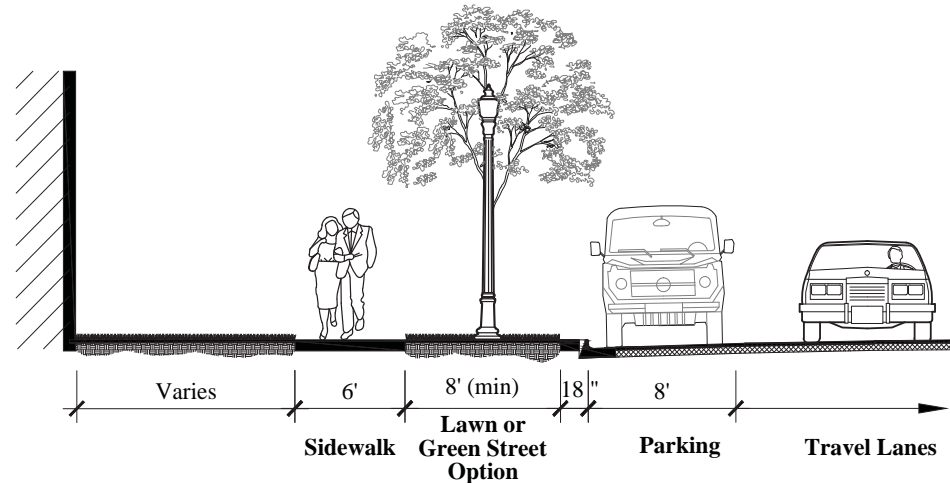 Varies 6' 8' (min) 18" 8'
Sidewalk
Lawn or
Green Street
Option
Parking
Travel Lanes